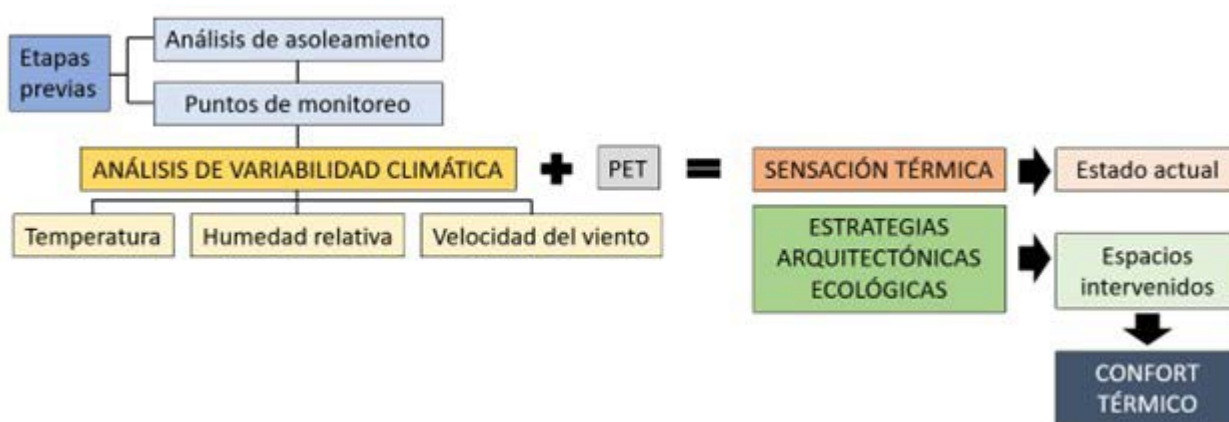 Etapas
previas
Análisis de asoleamiento
Puntos de monitoreo
ANÁLISIS DE VARIABILIDAD CLIMÁTICA
Temperatura
Humedad relativa
Velocidad del viento
PET
SENSACIÓN TÉRMICA
Estado actual
ESTRATEGIAS
ARQUITECTÓNICAS
ECOLÓGICAS
Espacios
intervenidos
CONFORT
TÉRMICO